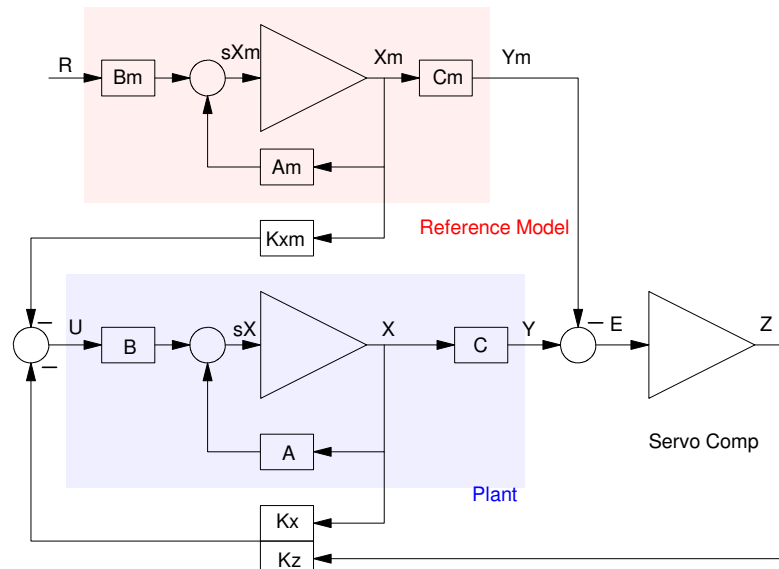 R
Bm
sXm
Xm
Cm
Ym
Am
Kxm
Reference Model
U
B
sX
X
C
Y
E
Z
A
Servo Comp
Plant
Kx
Kz